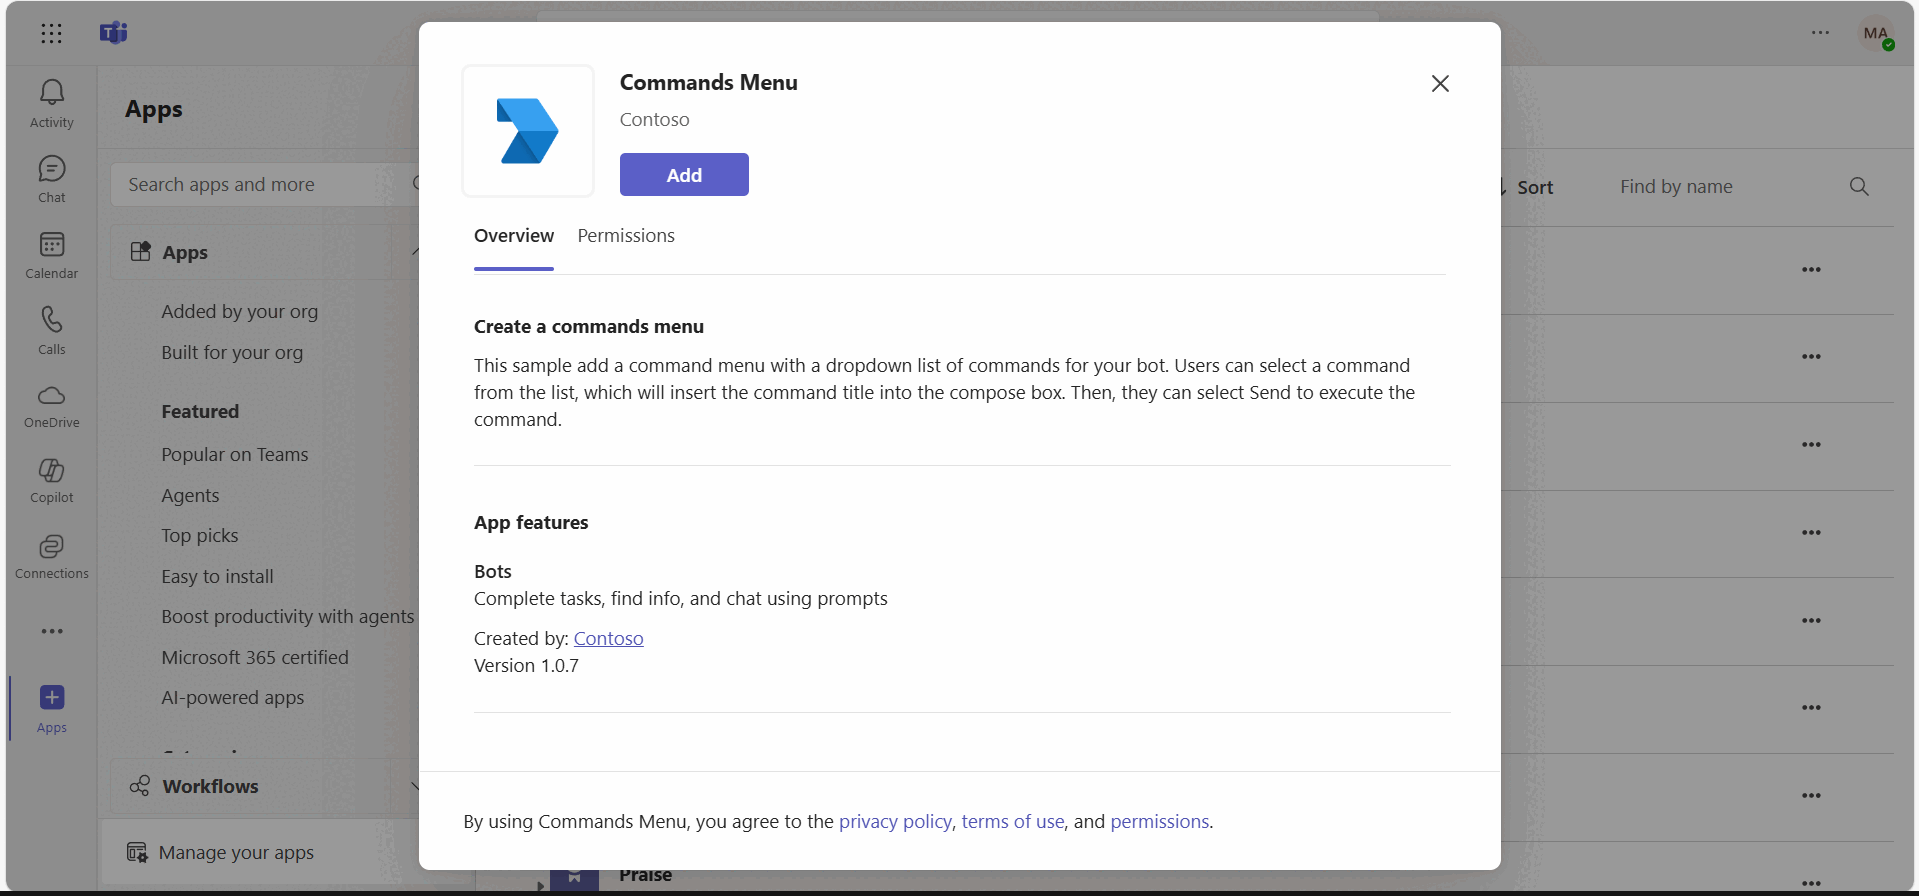 MA
Activity
Chat
Calendar
Calls
OneDrive
Copilot
Connections
Apps
Apps
Search apps and more
Apps
Added by your org
Built for your org
Featured
Popular on Teams
Agents
Top picks
Easy to install
Boost productivity with agents
Microsoft 365 certified
AI-powered apps
Workflows
Manage your apps
Commands Menu
Contoso
Add
Overview Permissions
Create a commands menu
This sample add a command menu with a dropdown list of commands for your bot. Users can select a command
from the list, which will insert the command title into the compose box. Then, they can select Send to execute the
command.
App features
Bots
Complete tasks, find info, and chat using prompts
Created by: Contoso
Version 1.0.7
By using Commands Menu, you agree to the privacy policy, terms of use, and permissions.
Sort
Find by name
Praise